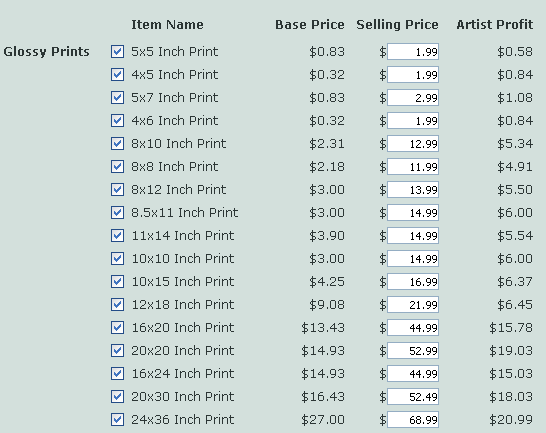 Item Name Base Price Selling Price Artist Profit
Glossy Prints 5x5 Inch Print $0.83 $ 1.99 $0.58
4x5 Inch Print $0.32 $ 1.99 $0.84
5x7 Inch Print $0.83 $ 2.99 $1.08
4x6 Inch Print $0.32 $ 1.99 $0.84
8x10 Inch Print $2.31 $ 12.99 $5.34
8x8 Inch Print $2.18 $ 11.99 $4.91
8x12 Inch Print $3.00 $ 13.99 $5.50
8.5x11 Inch Print $3.00 $ 14.99 $6.00
11x14 Inch Print $3.90 $ 14.99 $5.54
10x10 Inch Print $3.00 $ 14.99 $6.00
10x15 Inch Print $4.25 $ 16.99 $6.37
12x18 Inch Print $9.08 $ 21.99 $6.45
16x20 Inch Print $13.43 $ 44.99 $15.78
20x20 Inch Print $14.93 $ 52.99 $19.03
16x24 Inch Print $14.93 $ 44.99 $15.03
20x30 Inch Print $16.43 $ 52.49 $18.03
24x36 Inch Print $27.00 $ 68.99 $20.99